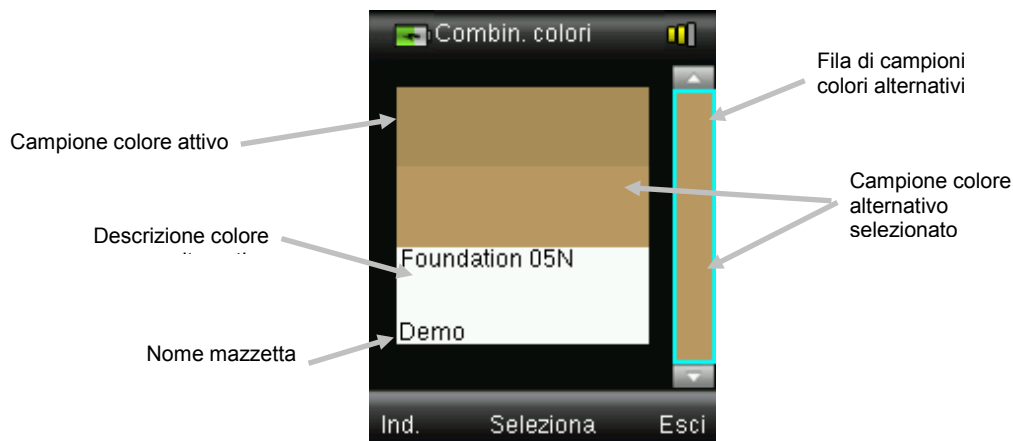 Combin. colori
Fila di campioni
colori alternativi
Campione colore attivo
Campione colore
alternativo
selezionato
Descrizione colore
Foundation 05N
Demo
Nome mazzetta
Ind. Seleziona Esci